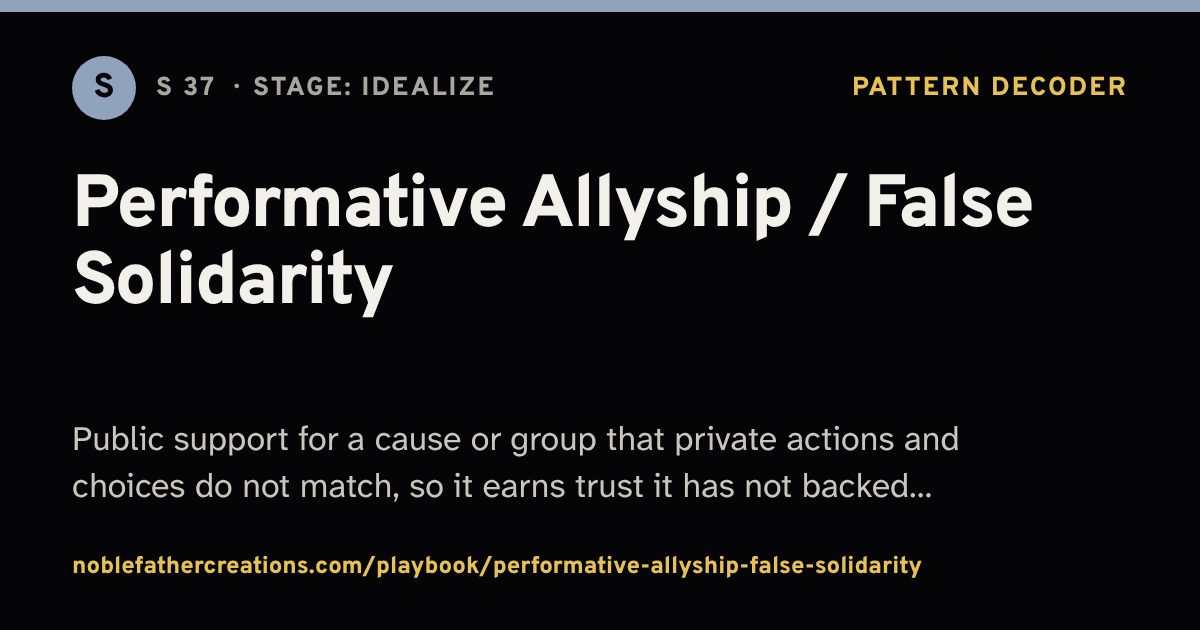 S S 37 · STAGE: IDEALIZE PATTERN DECODER
Performative Allyship / False
Solidarity
Public support for a cause or group that private actions and
choices do not match, so it earns trust it has not backed...
noblefathercreations.com/playbook/performative-allyship-false-solidarity